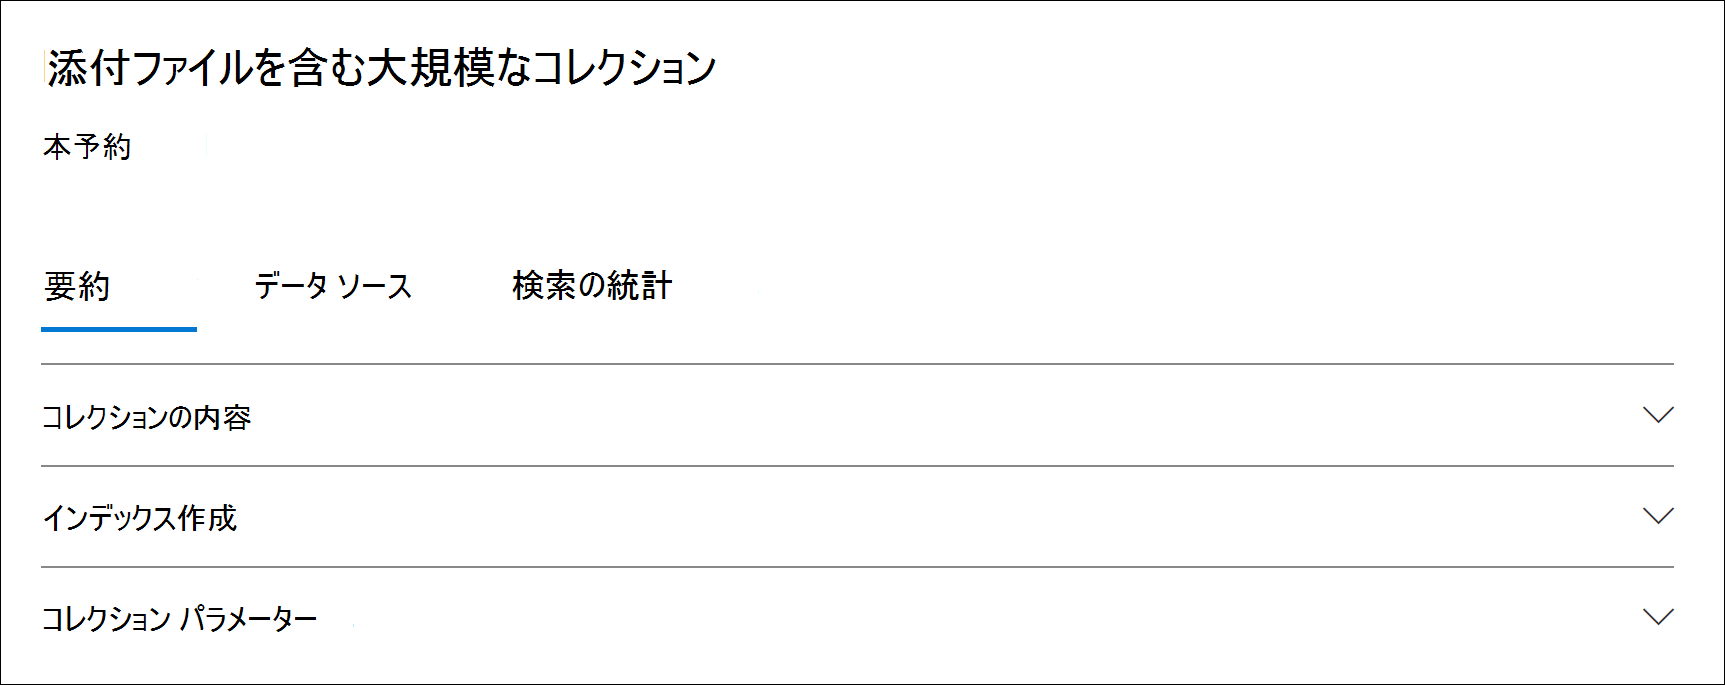 添付ファイルを含む大規模なコレクション
本予約
要約 データ ソース 検索の統計
コレクションの内容
インデックス作成
コレクション パラメーター